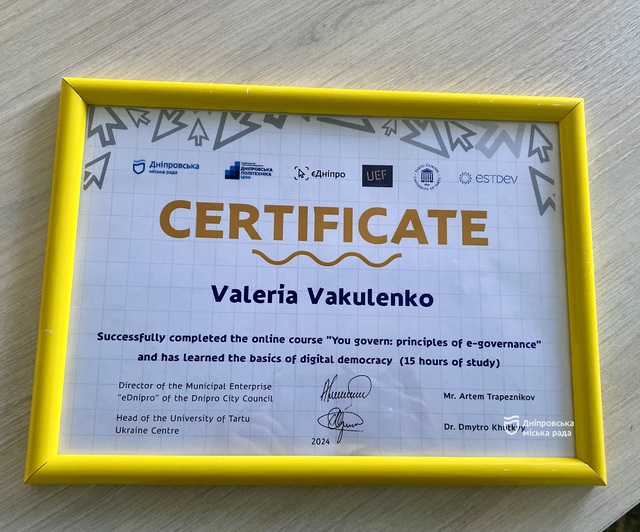 Дніпровська
міська рада
ДНІПРОВСЬКА
ПОЛІТЕХНІКА
1899
єДніпро
UEF
ESTDEV
CERTIFICATE
Valeria Vakulenko
Successfully completed the online course "You govern: principles of e-governance"
and has learned the basics of digital democracy (15 hours of study)
Director of the Municipal Enterprise
"eDnipro" of the Dnipro City Council
Mr. Artem Trapeznikov
Head of the University of Tartu
Ukraine Centre
Dr. Dmytro Khutkyy
2024
Дніпровська
міська рада